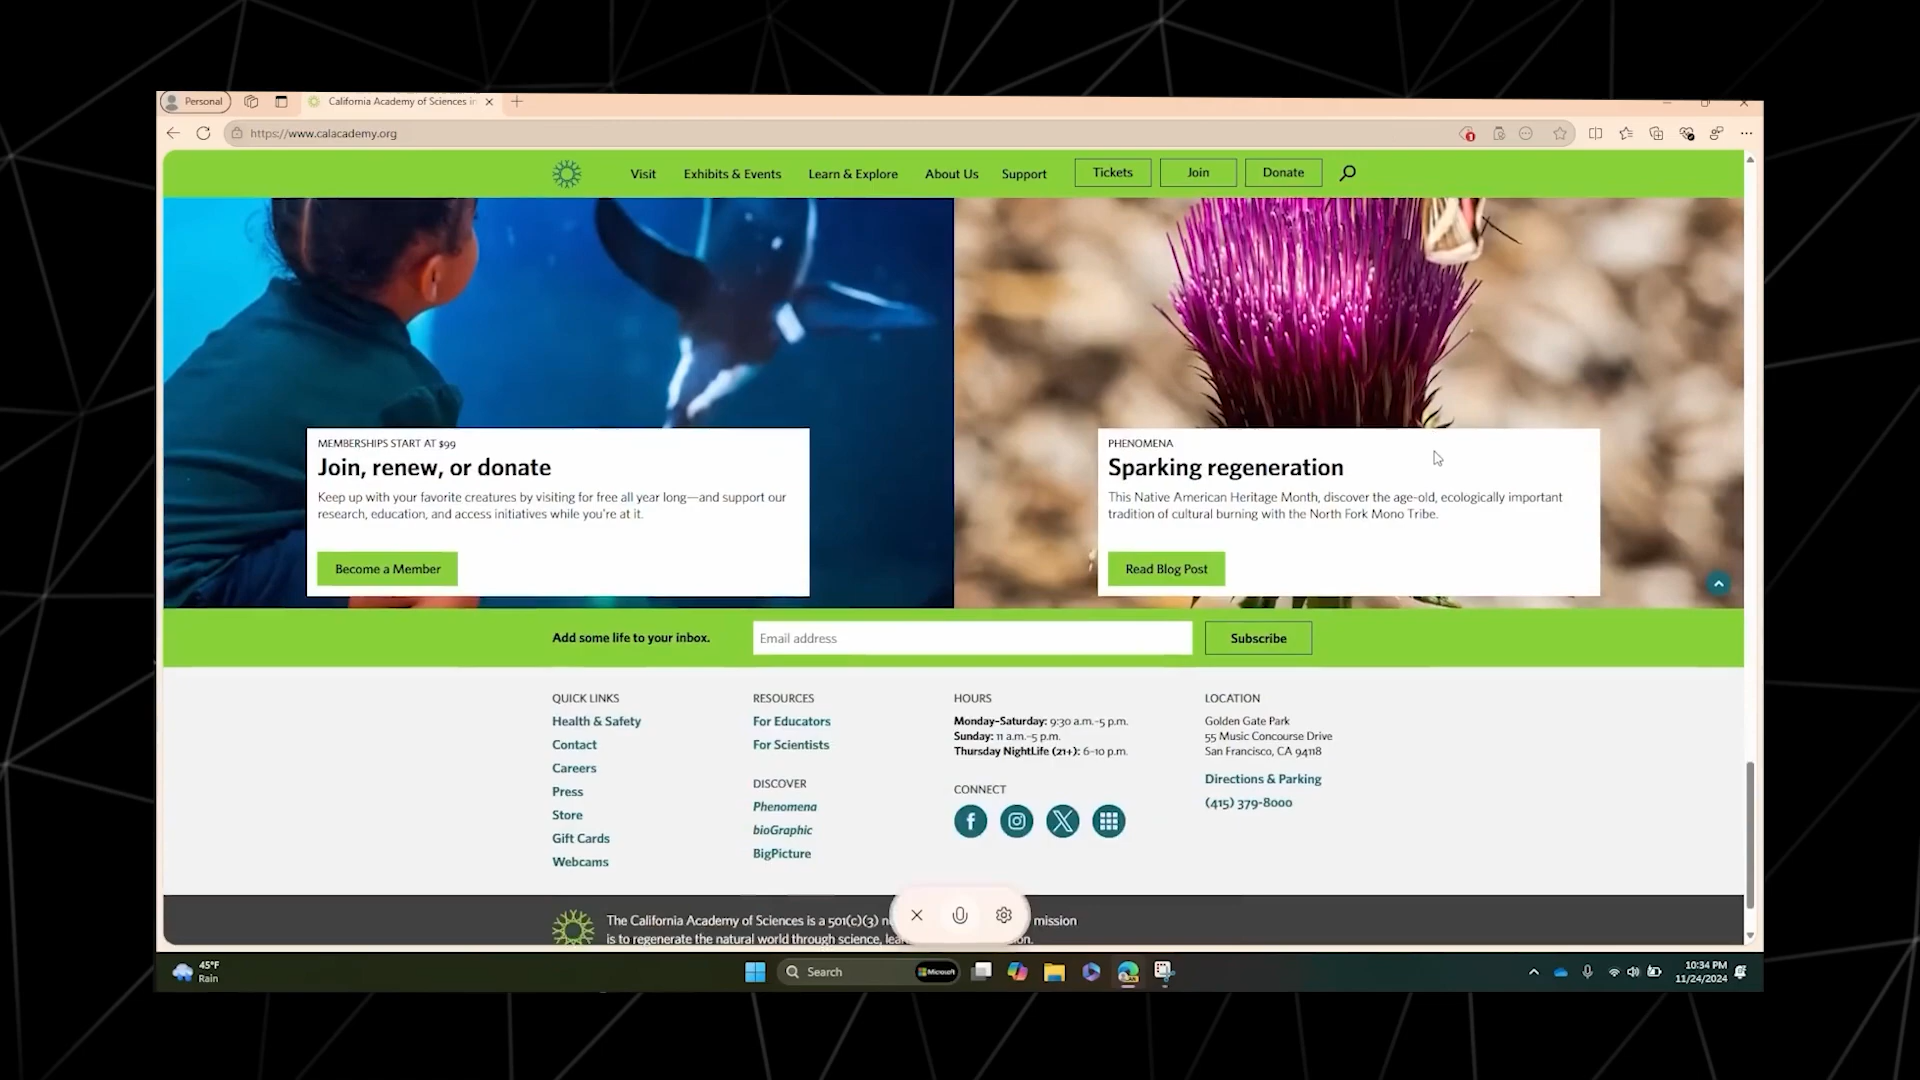 Personal
California Academy of Sciences in
https://www.calacademy.org
Visit
Exhibits & Events
Learn & Explore
About Us
Support
Tickets
Join
Donate
MEMBERSHIPS START AT $99
Join, renew, or donate
Keep up with your favorite creatures by visiting for free all year long—and support our
research, education, and access initiatives while you're at it.
Become a Member
PHENOMENA
Sparking regeneration
This Native American Heritage Month, discover the age-old, ecologically important
tradition of cultural burning with the North Fork Mono Tribe.
Read Blog Post
Add some life to your inbox.
Email address
Subscribe
QUICK LINKS
Health & Safety
Contact
Careers
Press
Store
Gift Cards
Webcams
RESOURCES
For Educators
For Scientists
DISCOVER
Phenomena
bioGraphic
BigPicture
HOURS
Monday–Saturday: 9:30 a.m.–5 p.m.
Sunday: 11 a.m.–5 p.m.
Thursday NightLife (21+): 6–10 p.m.
CONNECT
LOCATION
Golden Gate Park
55 Music Concourse Drive
San Francisco, CA 94118
Directions & Parking
(415) 379-8000
The California Academy of Sciences is a 501(c)(3) mission
is to regenerate the natural world through science,
45°F
Rain
Search
Microsoft
10:34 PM
11/24/2024